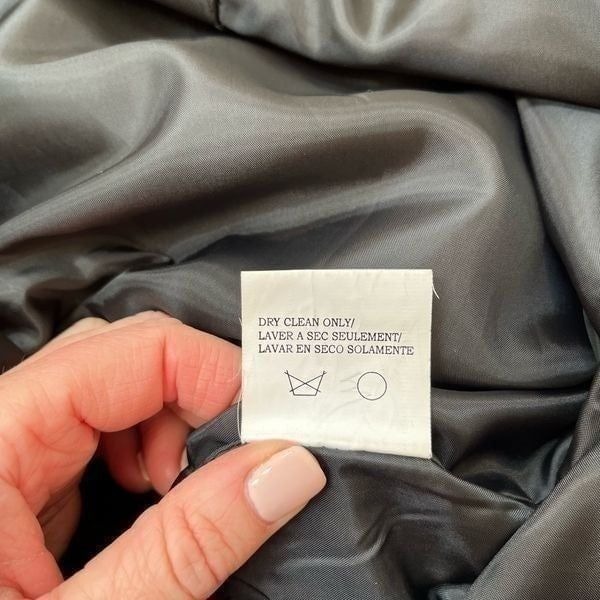 DRY CLEAN ONLY/
LAVER A SEC SEULEMENT/
LAVAR EN SECO SOLAMENTE